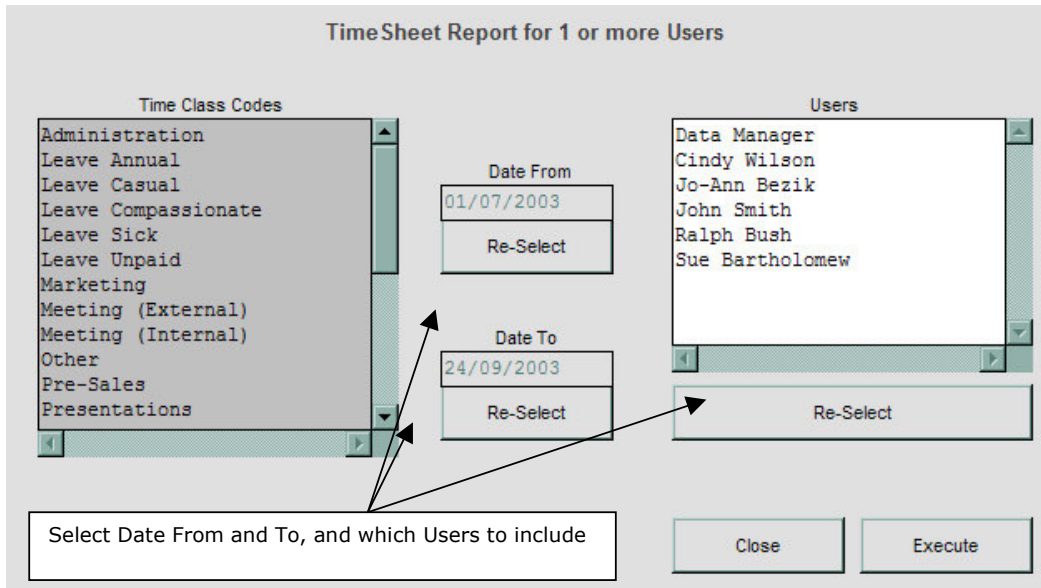 TimeSheet Report for 1 or more Users
Time Class Codes
Administration
Leave Annual
Leave Casual
Leave Compassionate
Leave Sick
Leave Unpaid
Marketing
Meeting (External)
Meeting (Internal)
Other
Pre-Sales
Presentations
Date From
01/07/2003
Re-Select
Date To
24/09/2003
Re-Select
Users
Data Manager
Cindy Wilson
Jo-Ann Bezik
John Smith
Ralph Bush
Sue Bartholomew
Re-Select
Select Date From and To, and which Users to include
Close
Execute